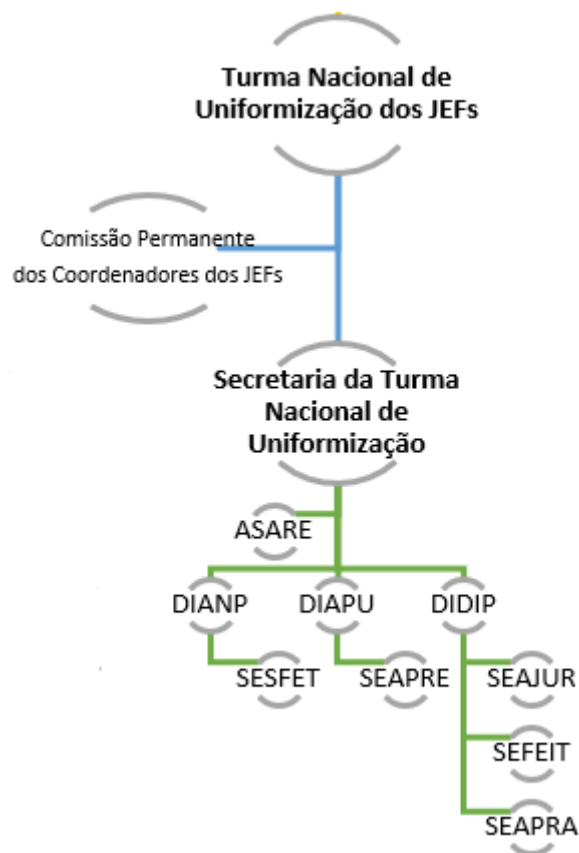 Turma Nacional de
Uniformização dos JEFs
Comissão Permanente
dos Coordenadores dos JEFs
Secretaria da Turma
Nacional de
Uniformização
ASARE
DIANP
DIAPU
DIDIP
SESFET
SEAPRE
SEAJUR
SEFEIT
SEAPRA